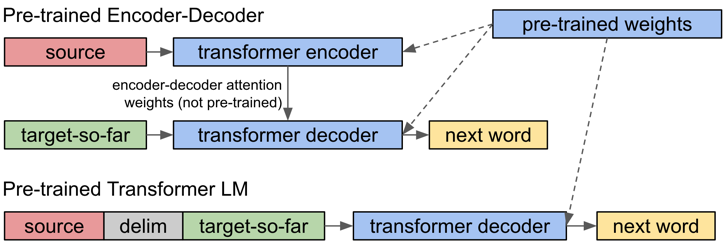 Pre-trained Encoder-Decoder
pre-trained weights
source
transformer encoder
encoder-decoder attention
weights (not pre-trained)
target-so-far
transformer decoder
next word
Pre-trained Transformer LM
source
delim
target-so-far
transformer decoder
next word